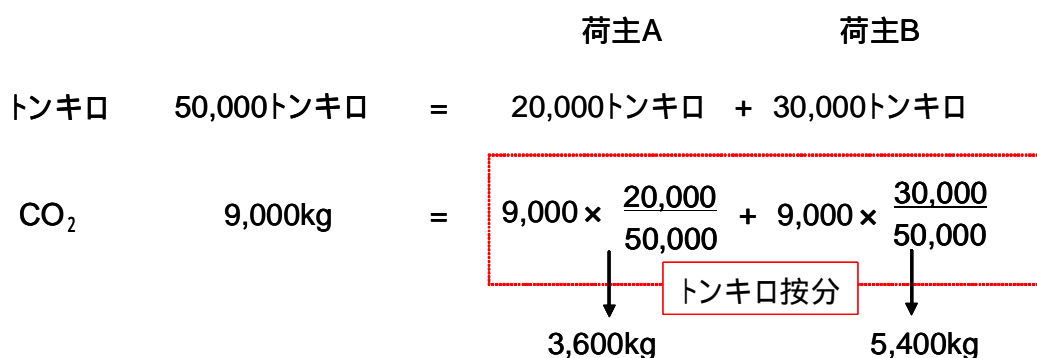 荷主A 荷主B
トンキロ 50,000トンキロ = 20,000トンキロ + 30,000トンキロ
CO₂ 9,000kg = 9,000 × 20,000/50,000 + 9,000 × 30,000/50,000
トンキロ按分
3,600kg 5,400kg